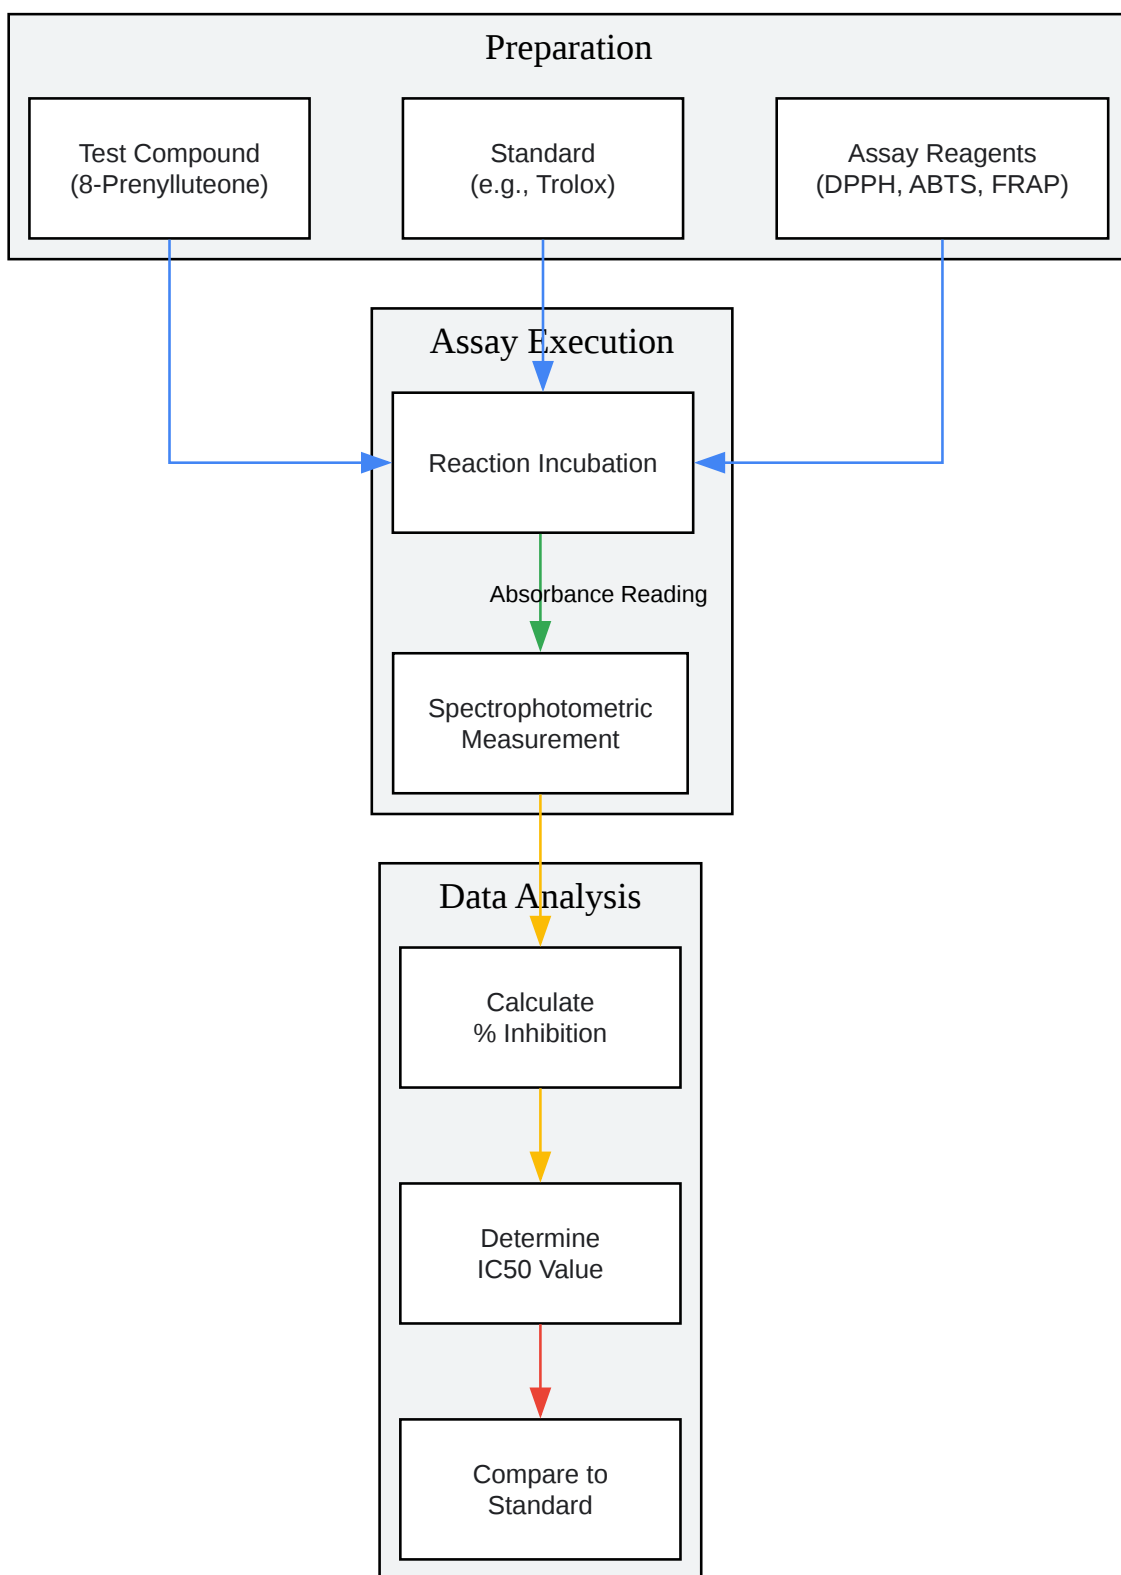 Preparation
Test Compound
(8-Prenylluteone)
Standard
(e.g., Trolox)
Assay Reagents
(DPPH, ABTS, FRAP)
Assay Execution
Reaction Incubation
Absorbance Reading
Spectrophotometric
Measurement
Data Analysis
Calculate
% Inhibition
Determine
IC50 Value
Compare to
Standard